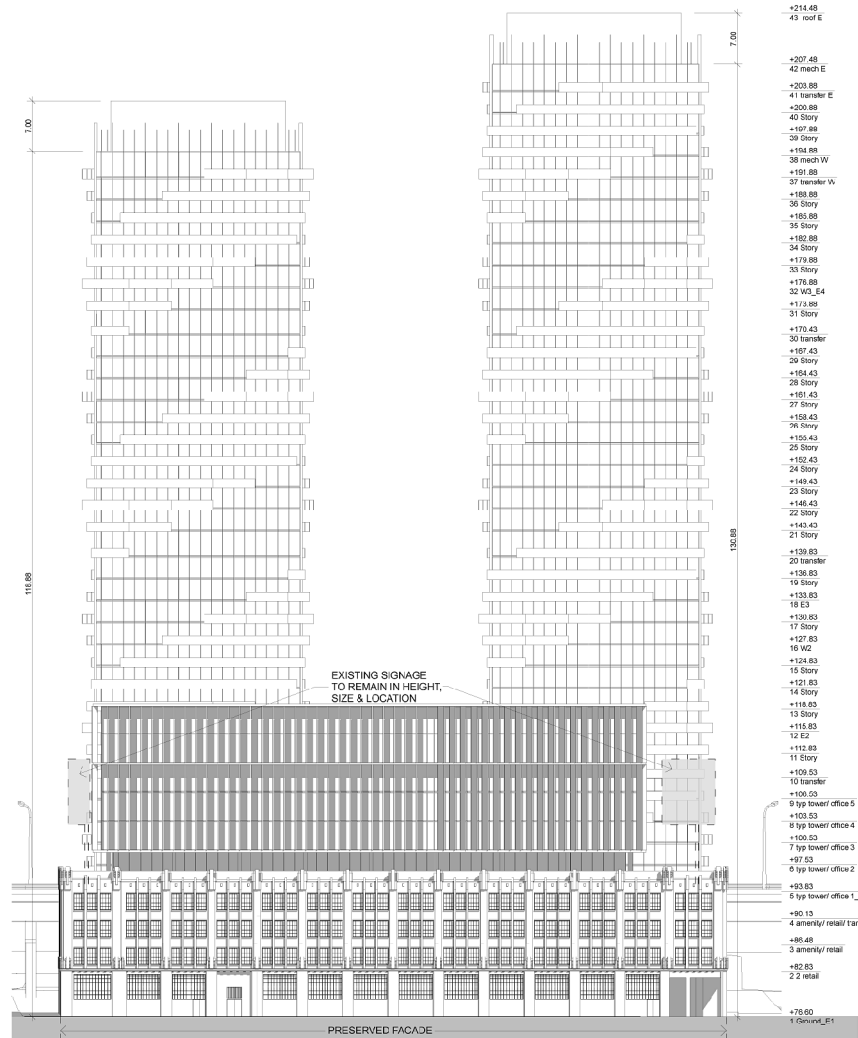 +214.48
43 roof E
7.00
+207.48
42 mech E
+203.88
41 transfer E
+200.88
40 Story
+197.88
39 Story
+194.88
38 mech W
+191.88
37 transfer W
+188.88
36 Story
+185.88
35 Story
+182.88
34 Story
+179.88
33 Story
+176.88
32 W3_E4
+173.88
31 Story
+170.43
30 transfer
+167.43
29 Story
+164.43
28 Story
+161.43
27 Story
+158.43
26 Story
+155.43
25 Story
+152.43
24 Story
+149.43
23 Story
+146.43
22 Story
+143.43
21 Story
+139.83
20 transfer
+136.83
19 Story
+133.83
18 E3
+130.83
17 Story
+127.83
16 W2
+124.83
15 Story
+121.83
14 Story
+118.83
13 Story
+115.83
12 E2
+112.83
11 Story
+109.53
10 transfer
+106.53
9 typ tower/ office 5
+103.53
8 typ tower/ office 4
+100.53
7 typ tower/ office 3
+97.53
6 typ tower/ office 2
+93.83
5 typ tower/ office 1_
+90.13
4 amenity/ retail/ trar
+86.48
3 amenity/ retail
+82.83
2 2 retail
+76.60
1 Ground_E1
7.00
118.88
130.88
EXISTING SIGNAGE
TO REMAIN IN HEIGHT,
SIZE & LOCATION
PRESERVED FACADE